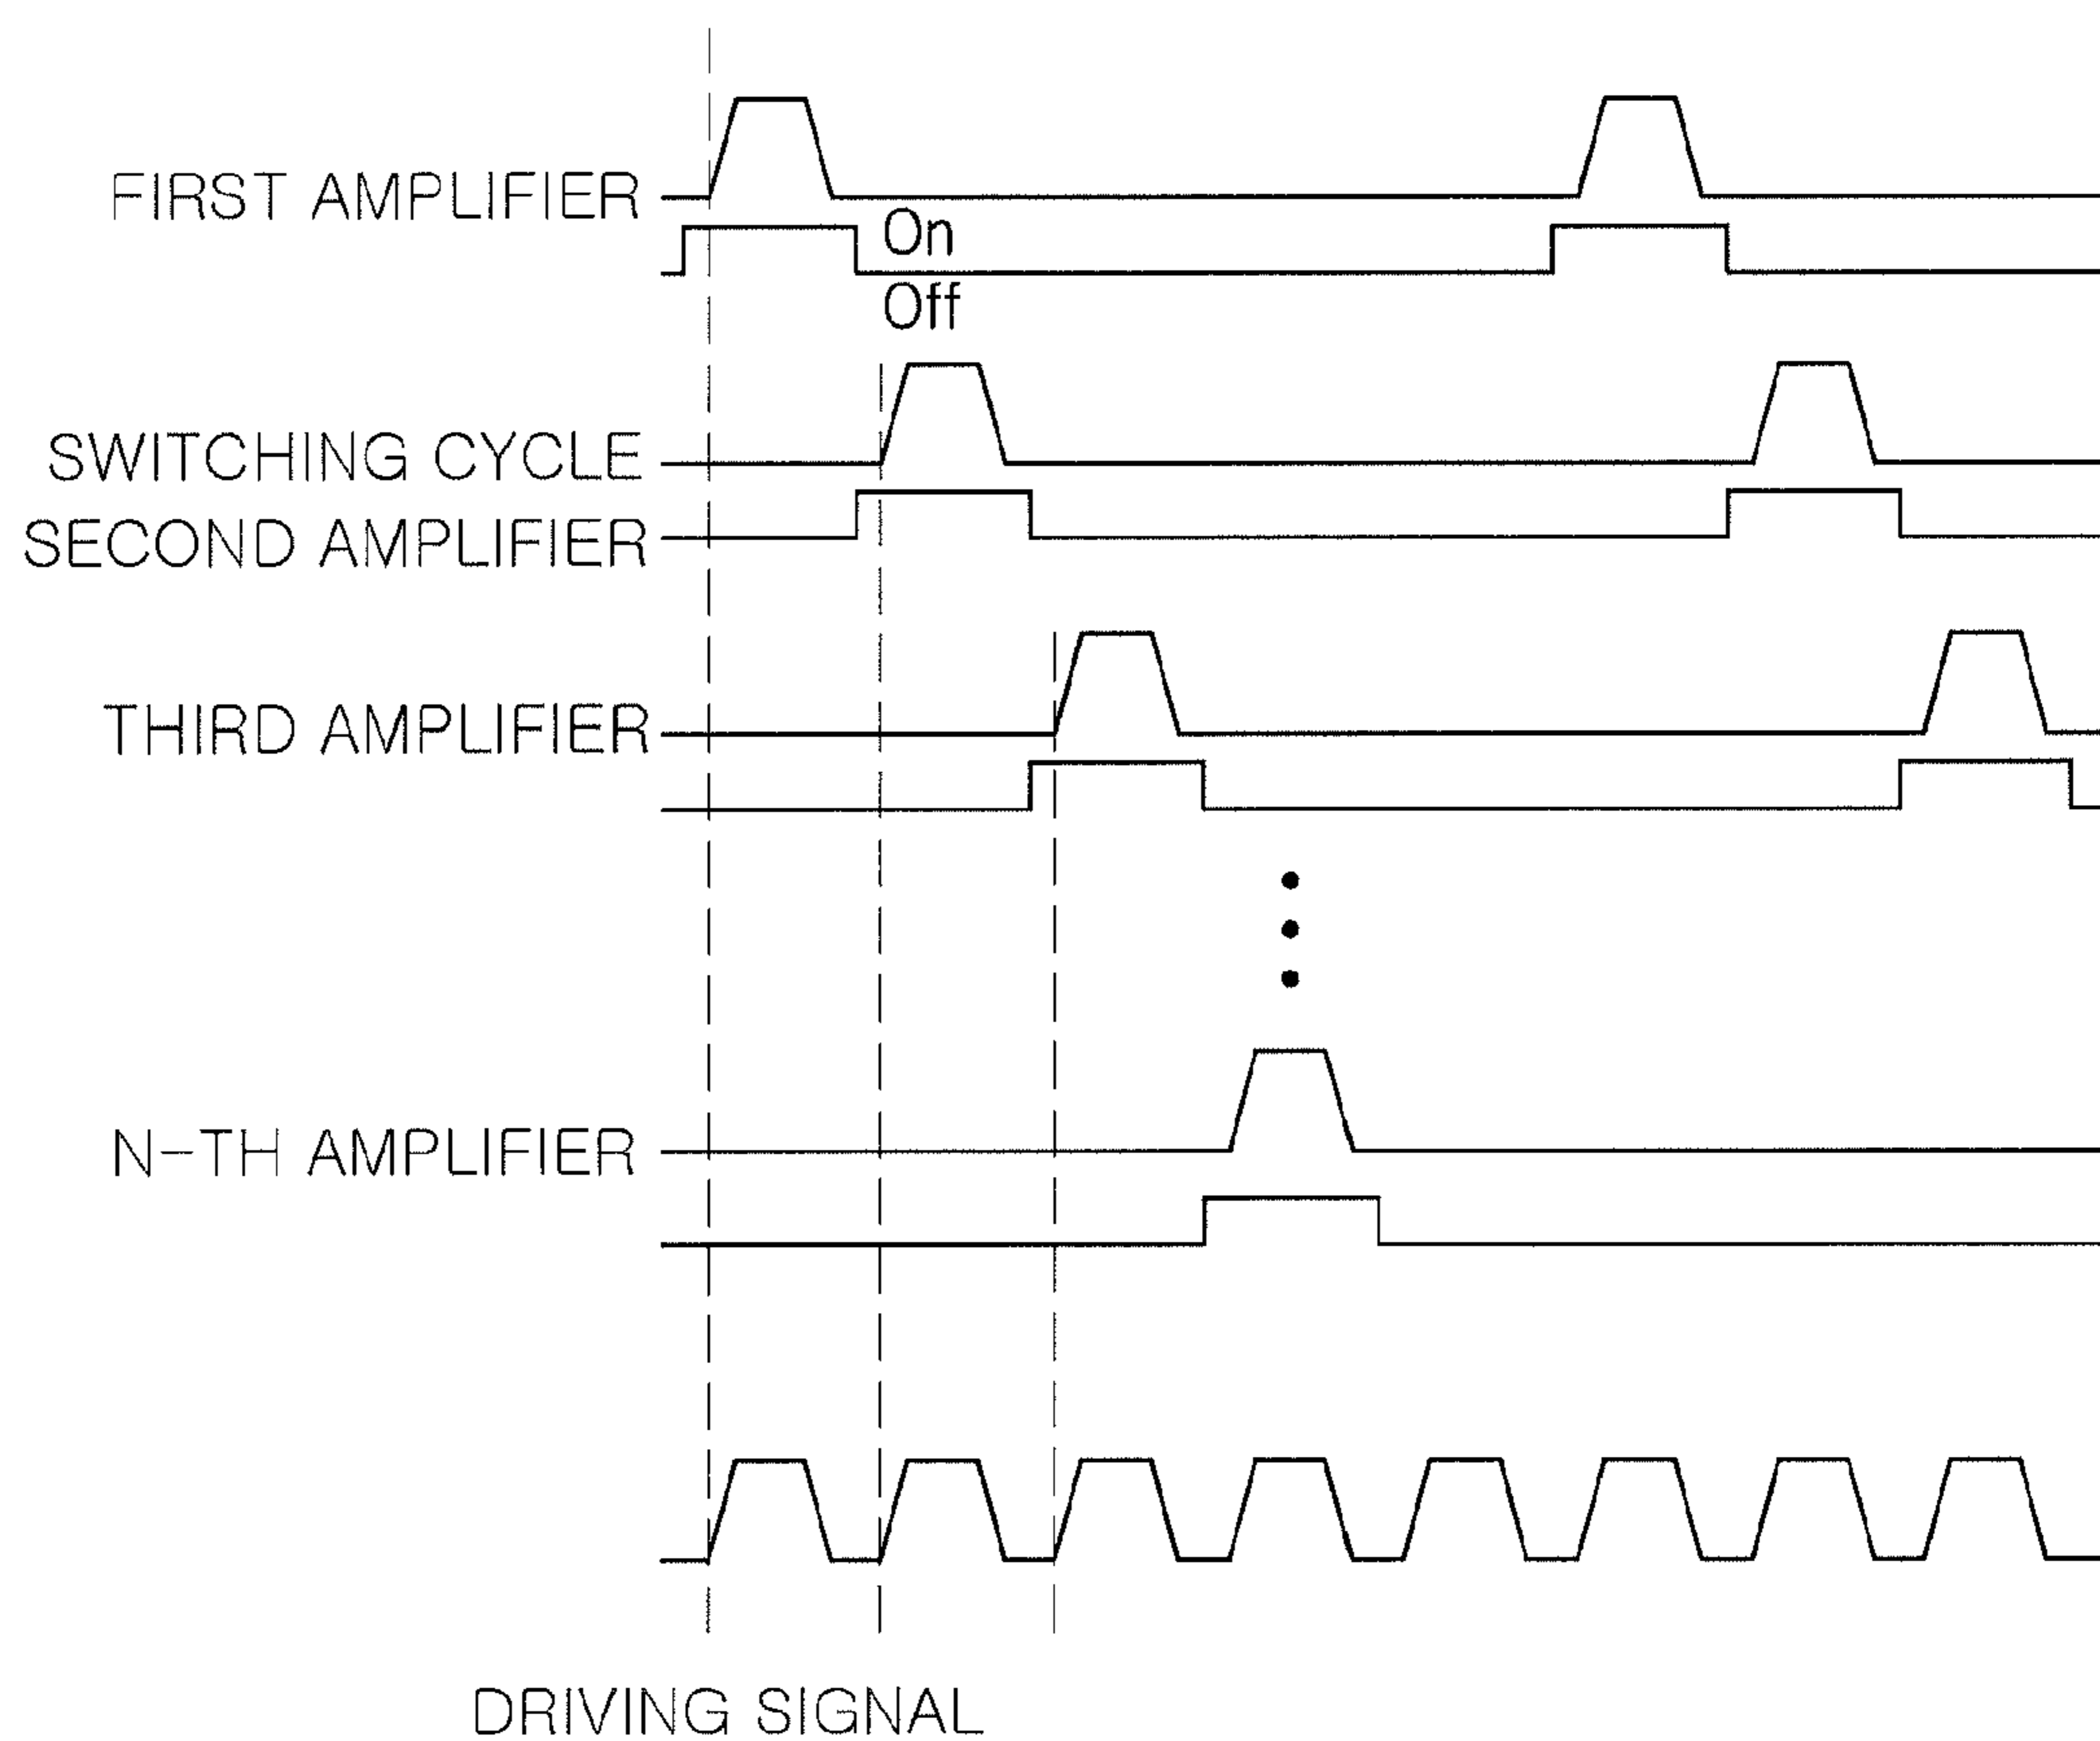 FIRST AMPLIFIER
On
Off
SWITCHING CYCLE
SECOND AMPLIFIER
THIRD AMPLIFIER
N-TH AMPLIFIER
DRIVING SIGNAL